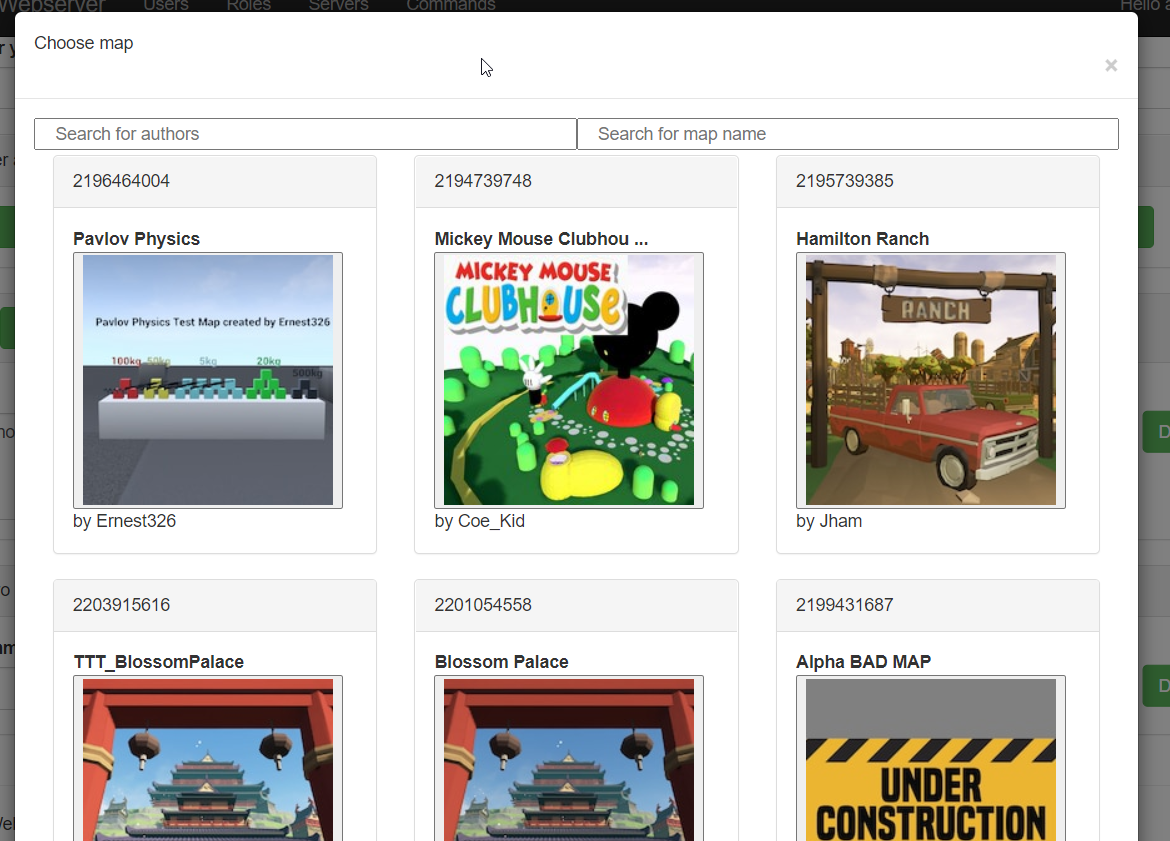 Webserver Users Roles Servers Commands Hello
Choose map
×
Search for authors Search for map name
2196464004 2194739748 2195739385
Pavlov Physics Mickey Mouse Clubhou ... Hamilton Ranch
MICKEY MOUSE
CLUBHOUSE
RANCH
Pavlov Physics Test Map created by Ernest326
100kg 50kg 5kg 20kg 500kg
by Ernest326 by Coe_Kid by Jham
2203915616 2201054558 2199431687
TTT_BlossomPalace Blossom Palace Alpha BAD MAP
UNDER
CONSTRUCTION